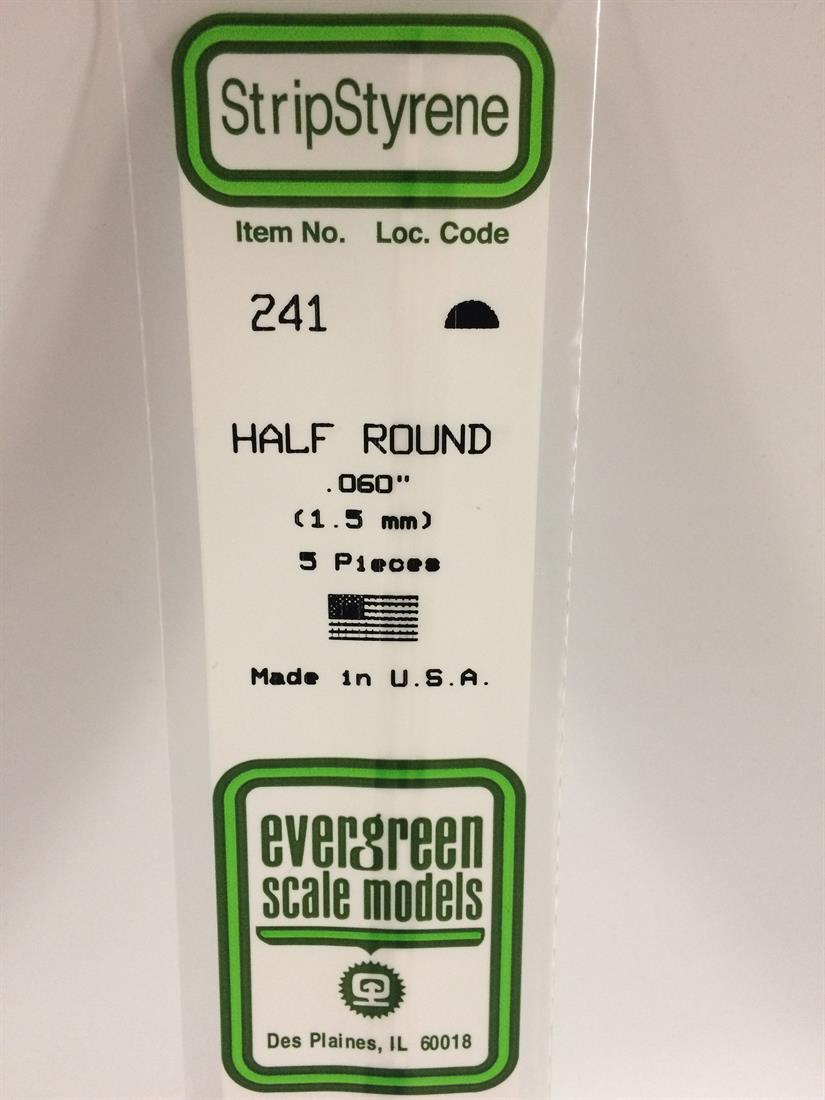 StripStyrene
Item No. Loc. Code
241
HALF ROUND
.060"
(1.5 mm)
5 Pieces
Made in U.S.A.
evergreen
scale models
Des Plaines, IL 60018